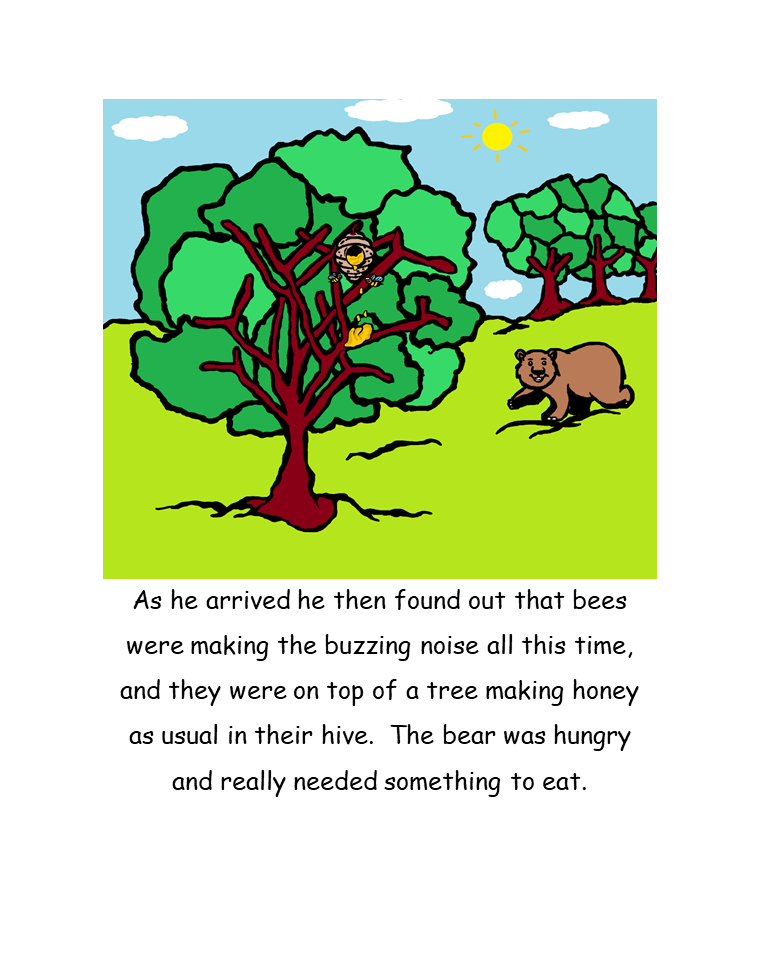 As he arrived he then found out that bees
were making the buzzing noise all this time,
and they were on top of a tree making honey
as usual in their hive.  The bear was hungry
and really needed something to eat.